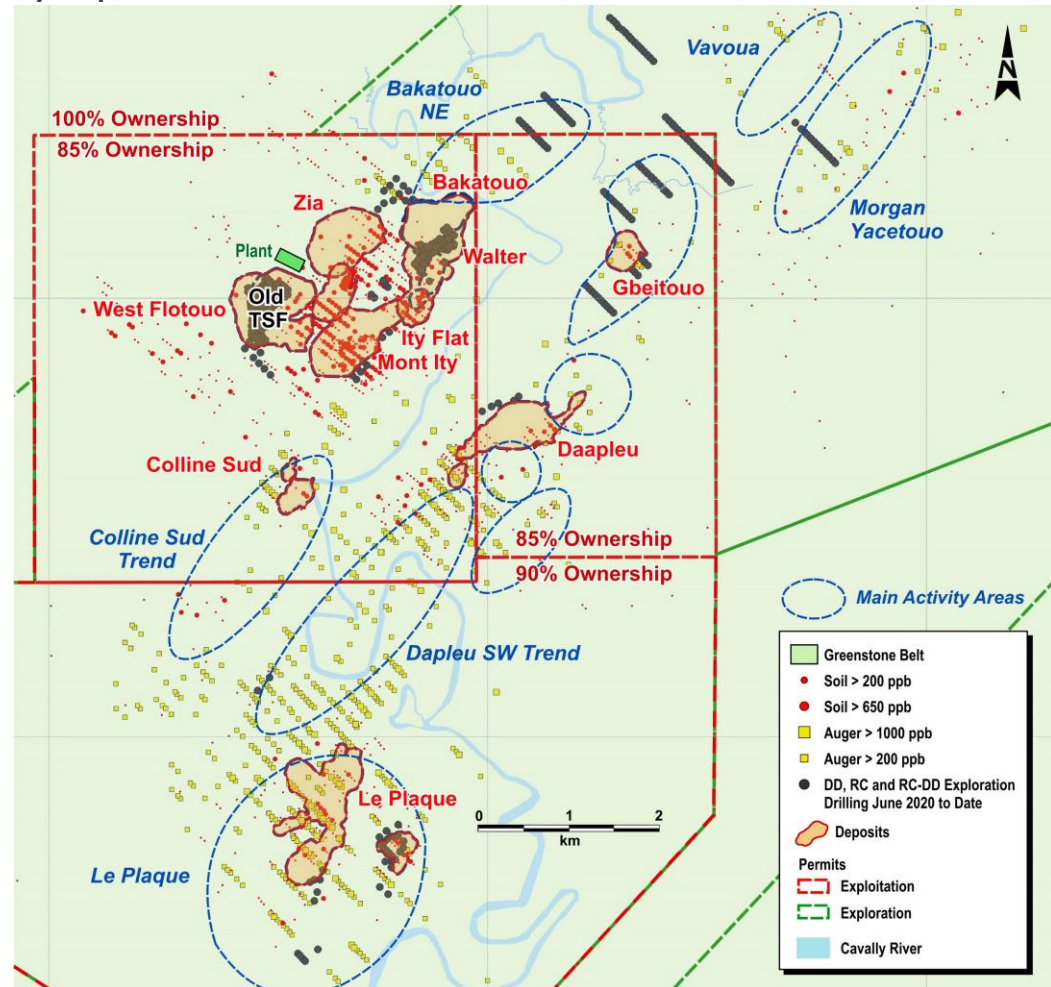 Vavoua
N
Bakatouo
NE
100% Ownership
85% Ownership
Bakatouo
Zia
Morgan
Yacetouo
Plant
Walter
Gbeitouo
Old
TSF
West Flotouo
Ity Flat
Mont Ity
Daapleu
Colline Sud
Colline Sud
Trend
85% Ownership
90% Ownership
Main Activity Areas
Dapleu SW Trend
Greenstone Belt
Soil > 200 ppb
Soil > 650 ppb
Auger > 1000 ppb
Auger > 200 ppb
DD, RC and RC-DD Exploration
Drilling June 2020 to Date
Deposits
Permits
Exploitation
Exploration
Cavally River
Le Plaque
0 1 2
km
Le Plaque